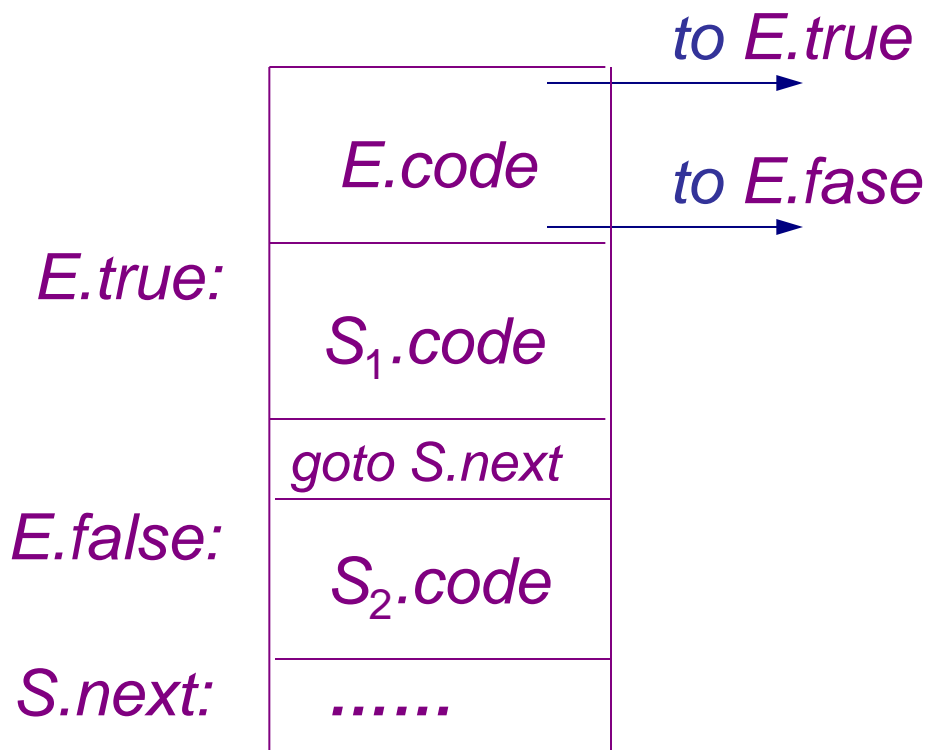 to E.true
E.code
to E.fase
E.true:
S₁.code
goto S.next
E.false:
S₂.code
S.next:
......